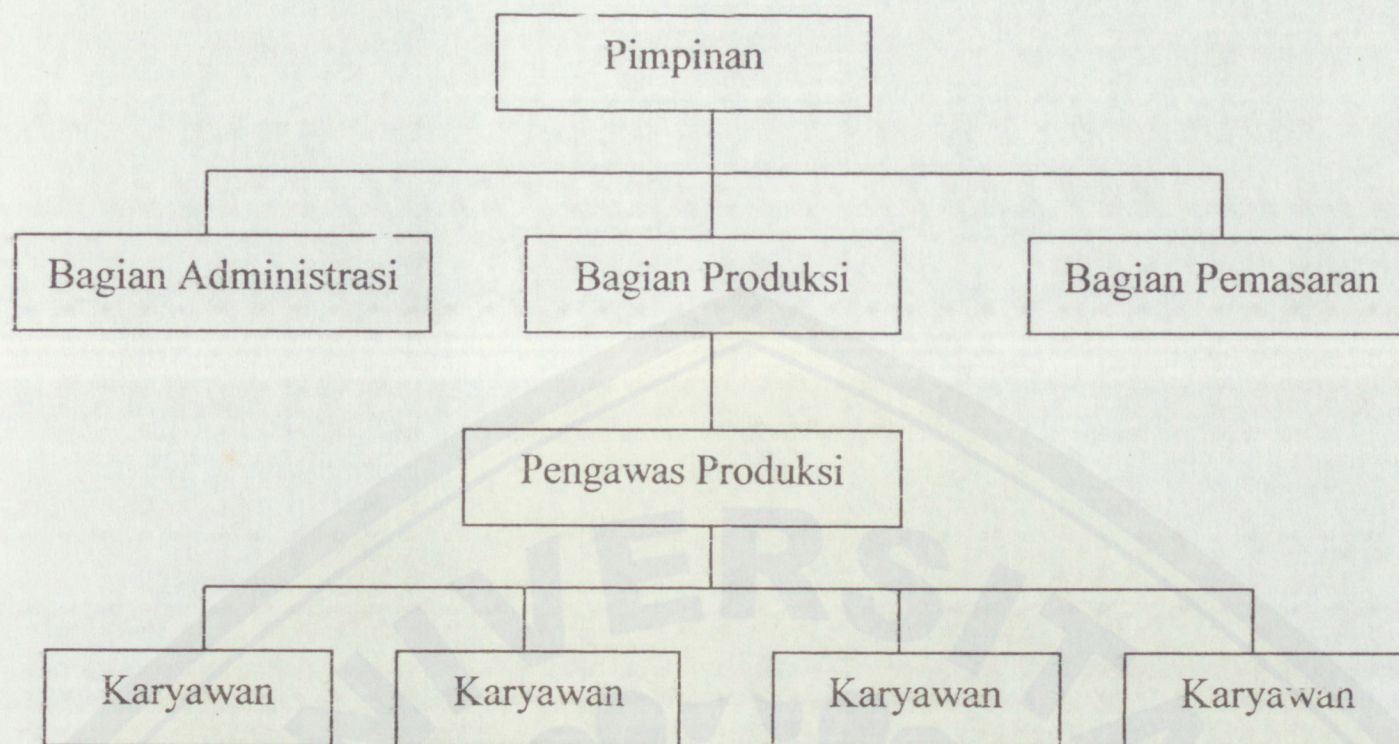 Pimpinan
Bagian Administrasi
Bagian Produksi
Bagian Pemasaran
Pengawas Produksi
Karyawan
Karyawan
Karyawan
Karyawan